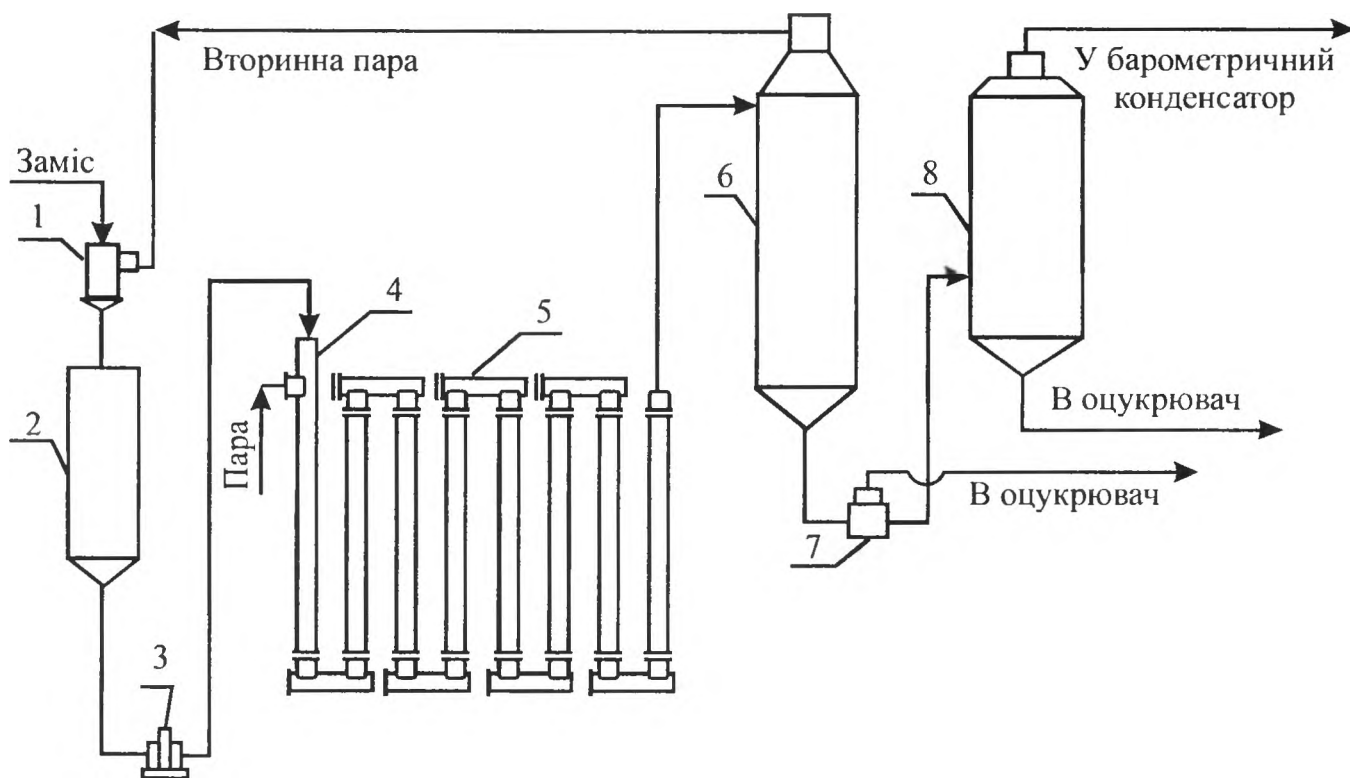 Вторинна пара
У барометричний
конденсатор
Заміс
1
6
8
4
5
2
Пара
В оцукрювач
В оцукрювач
7
3